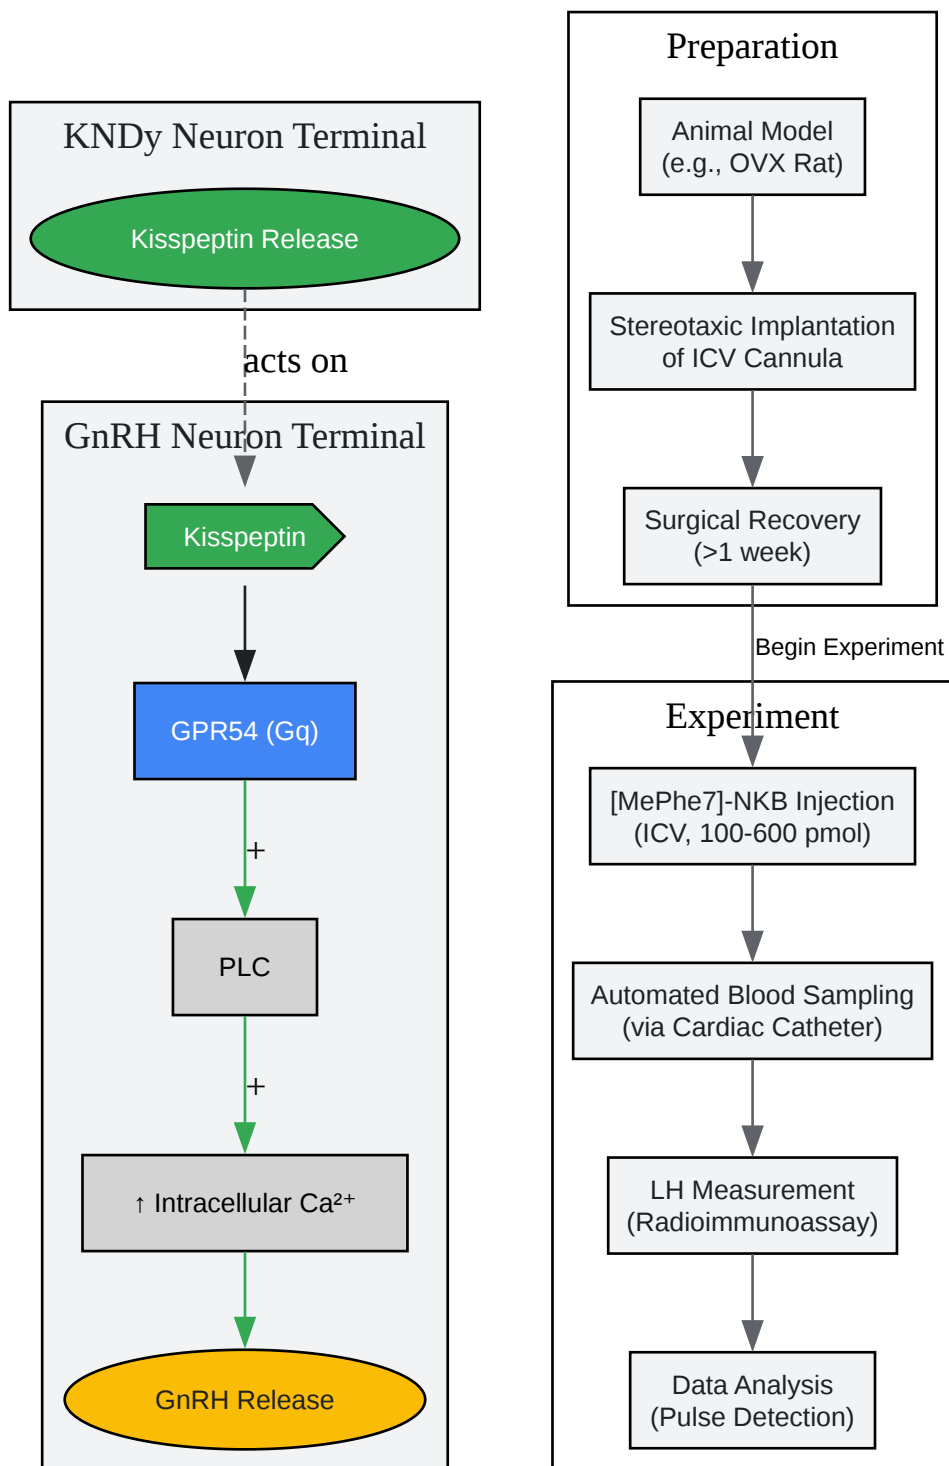 KNDy Neuron Terminal
Kisspeptin Release
acts on
GnRH Neuron Terminal
Kisspeptin
GPR54 (Gq)
+
PLC
+
↑ Intracellular Ca²⁺
GnRH Release
Preparation
Animal Model
(e.g., OVX Rat)
Stereotaxic Implantation
of ICV Cannula
Surgical Recovery
(>1 week)
Begin Experiment
Experiment
[MePhe7]-NKB Injection
(ICV, 100-600 pmol)
Automated Blood Sampling
(via Cardiac Catheter)
LH Measurement
(Radioimmunoassay)
Data Analysis
(Pulse Detection)